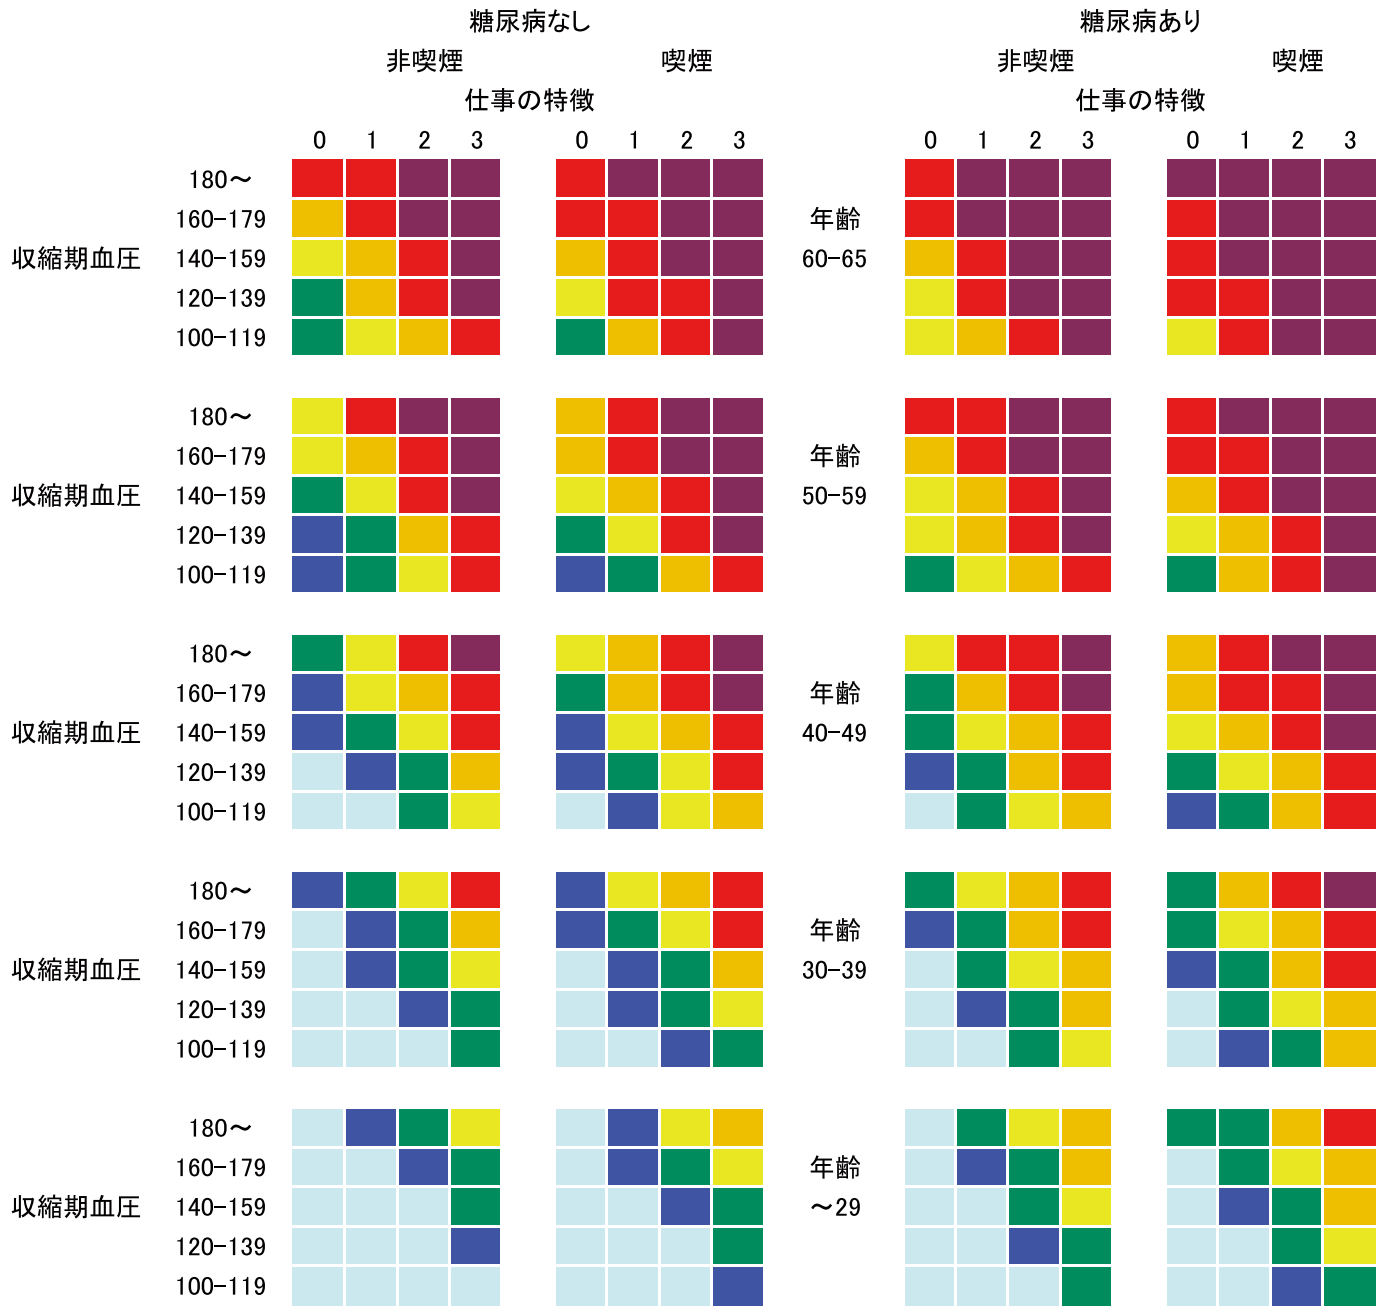 糖尿病なし 糖尿病あり
非喫煙 喫煙 非喫煙 喫煙
仕事の特徴 仕事の特徴
0 1 2 3 0 1 2 3 0 1 2 3 0 1 2 3
180～
160-179 年齢
収縮期血圧 140-159 60-65
120-139
100-119
180～
160-179 年齢
収縮期血圧 140-159 50-59
120-139
100-119
180～
160-179 年齢
収縮期血圧 140-159 40-49
120-139
100-119
180～
160-179 年齢
収縮期血圧 140-159 30-39
120-139
100-119
180～
160-179 年齢
収縮期血圧 140-159 ～29
120-139
100-119